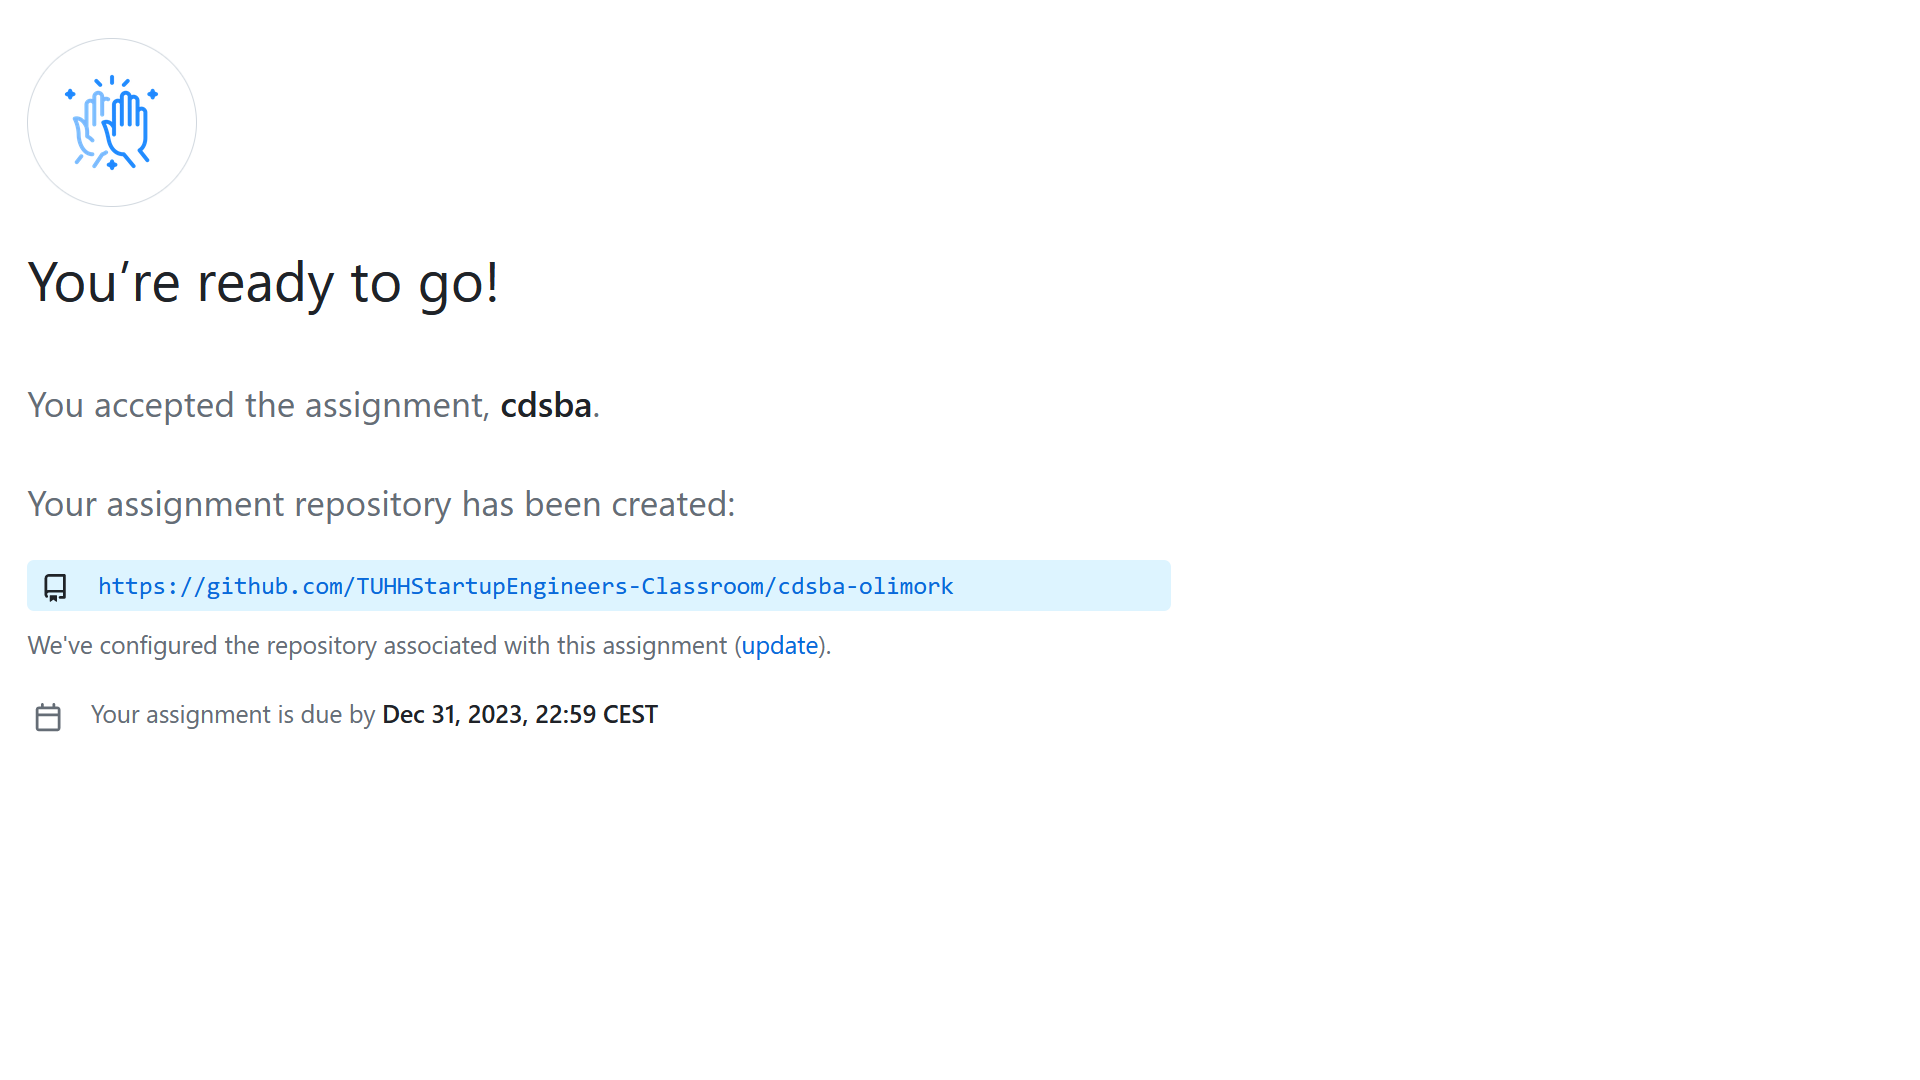 You’re ready to go!
You accepted the assignment, cdsba.
Your assignment repository has been created:
https://github.com/TUHHStartupEngineers-Classroom/cdsba-olimork
We've configured the repository associated with this assignment (update).
Your assignment is due by Dec 31, 2023, 22:59 CEST